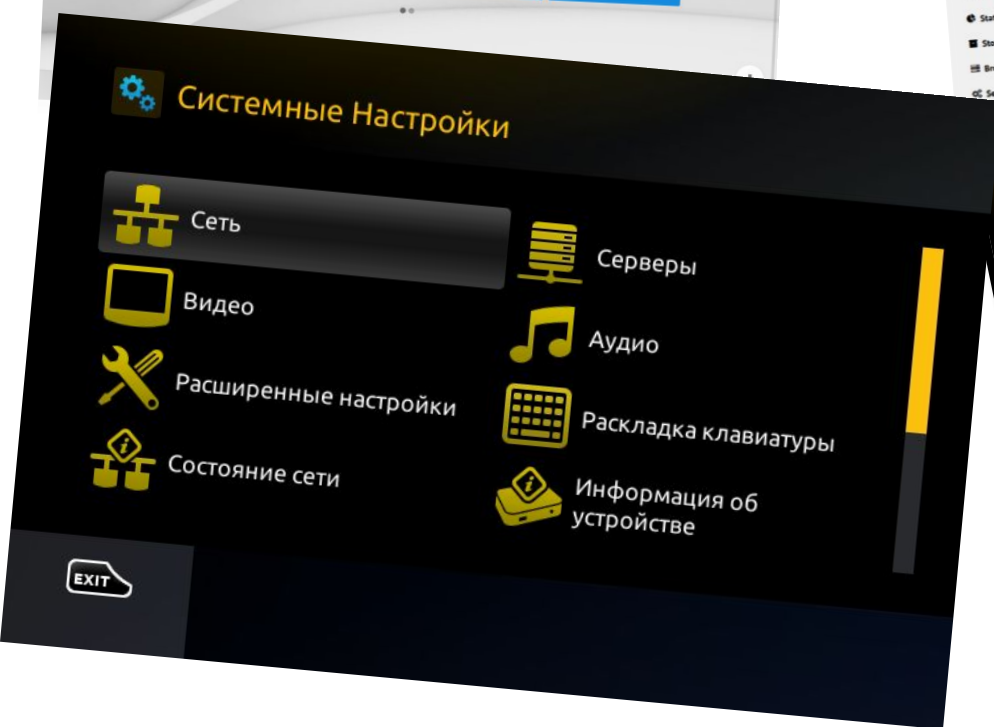 Системные Настройки
Сеть
Серверы
Видео
Аудио
Расширенные настройки
Раскладка клавиатуры
Состояние сети
Информация об
устройстве
EXIT